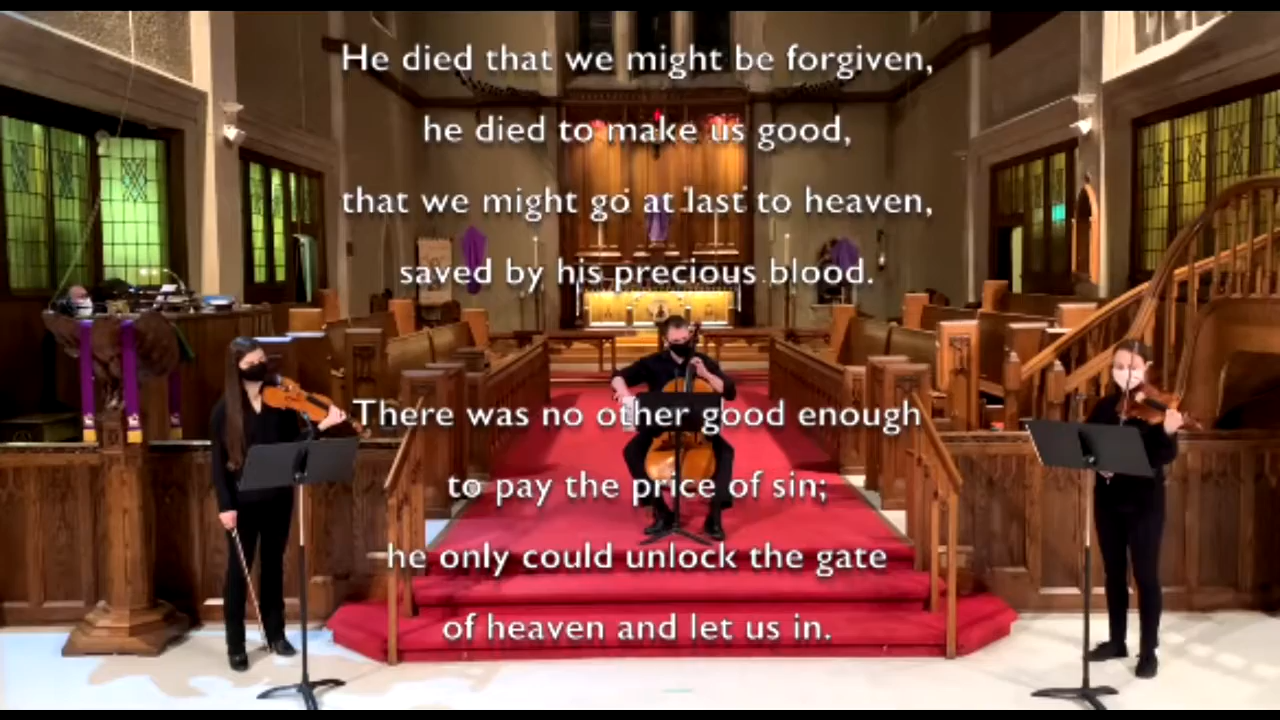 He died that we might be forgiven,
he died to make us good,
that we might go at last to heaven,
saved by his precious blood.
There was no other good enough
to pay the price of sin;
he only could unlock the gate
of heaven and let us in.